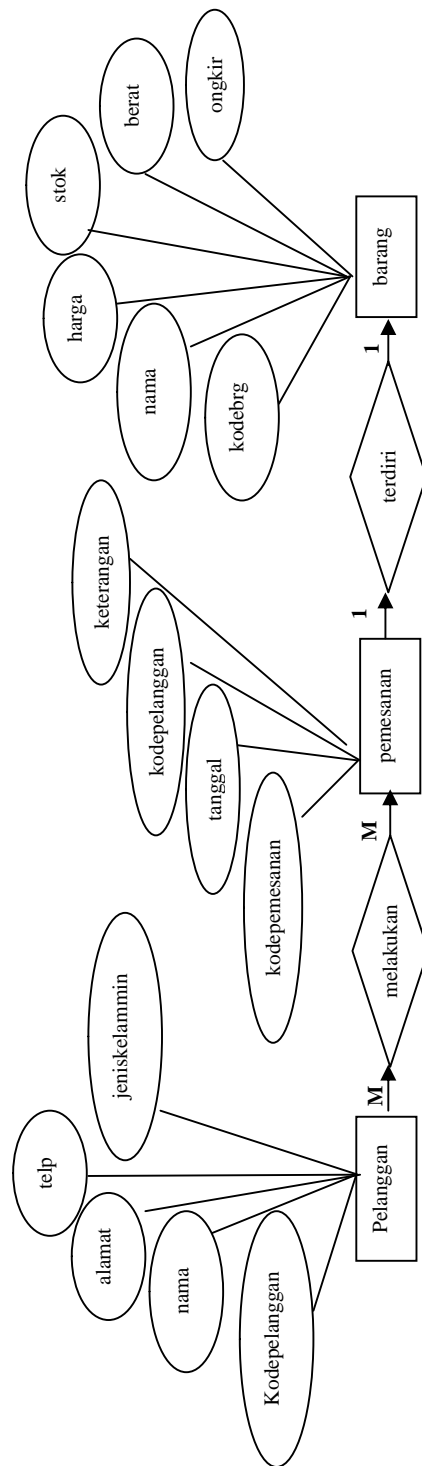 telp
jeniskelammin
alamat
nama
Kodepelanggan
Pelanggan
M
melakukan
M
keterangan
kodepelanggan
tanggal
kodepemesanan
pemesanan
1
terdiri
1
stok
berat
ongkir
harga
nama
kodebrg
barang